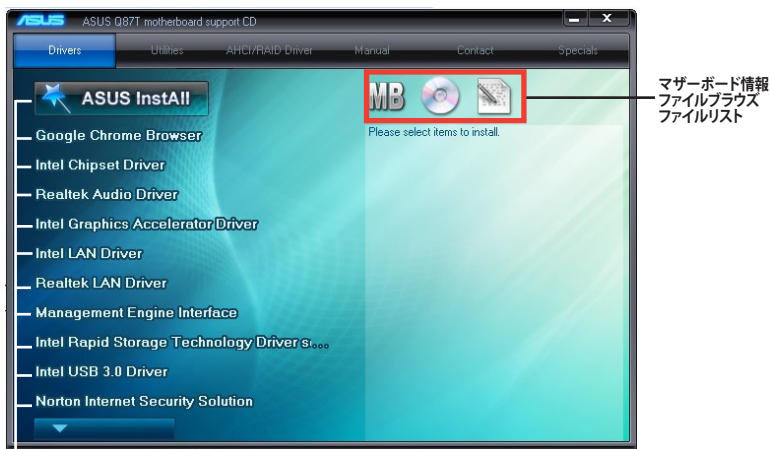 ASUS ASUS Q87T motherboard support CD
Drivers Utilities AHCI/RAID Driver Manual Contact Specials
ASUS InstAll
MB
マザーボード情報
ファイルブラウズ
ファイルリスト
Please select items to install.
Google Chrome Browser
Intel Chipset Driver
Realtek Audio Driver
Intel Graphics Accelerator Driver
Intel LAN Driver
Realtek LAN Driver
Management Engine Interface
Intel Rapid Storage Technology Driver s...
Intel USB 3.0 Driver
Norton Internet Security Solution